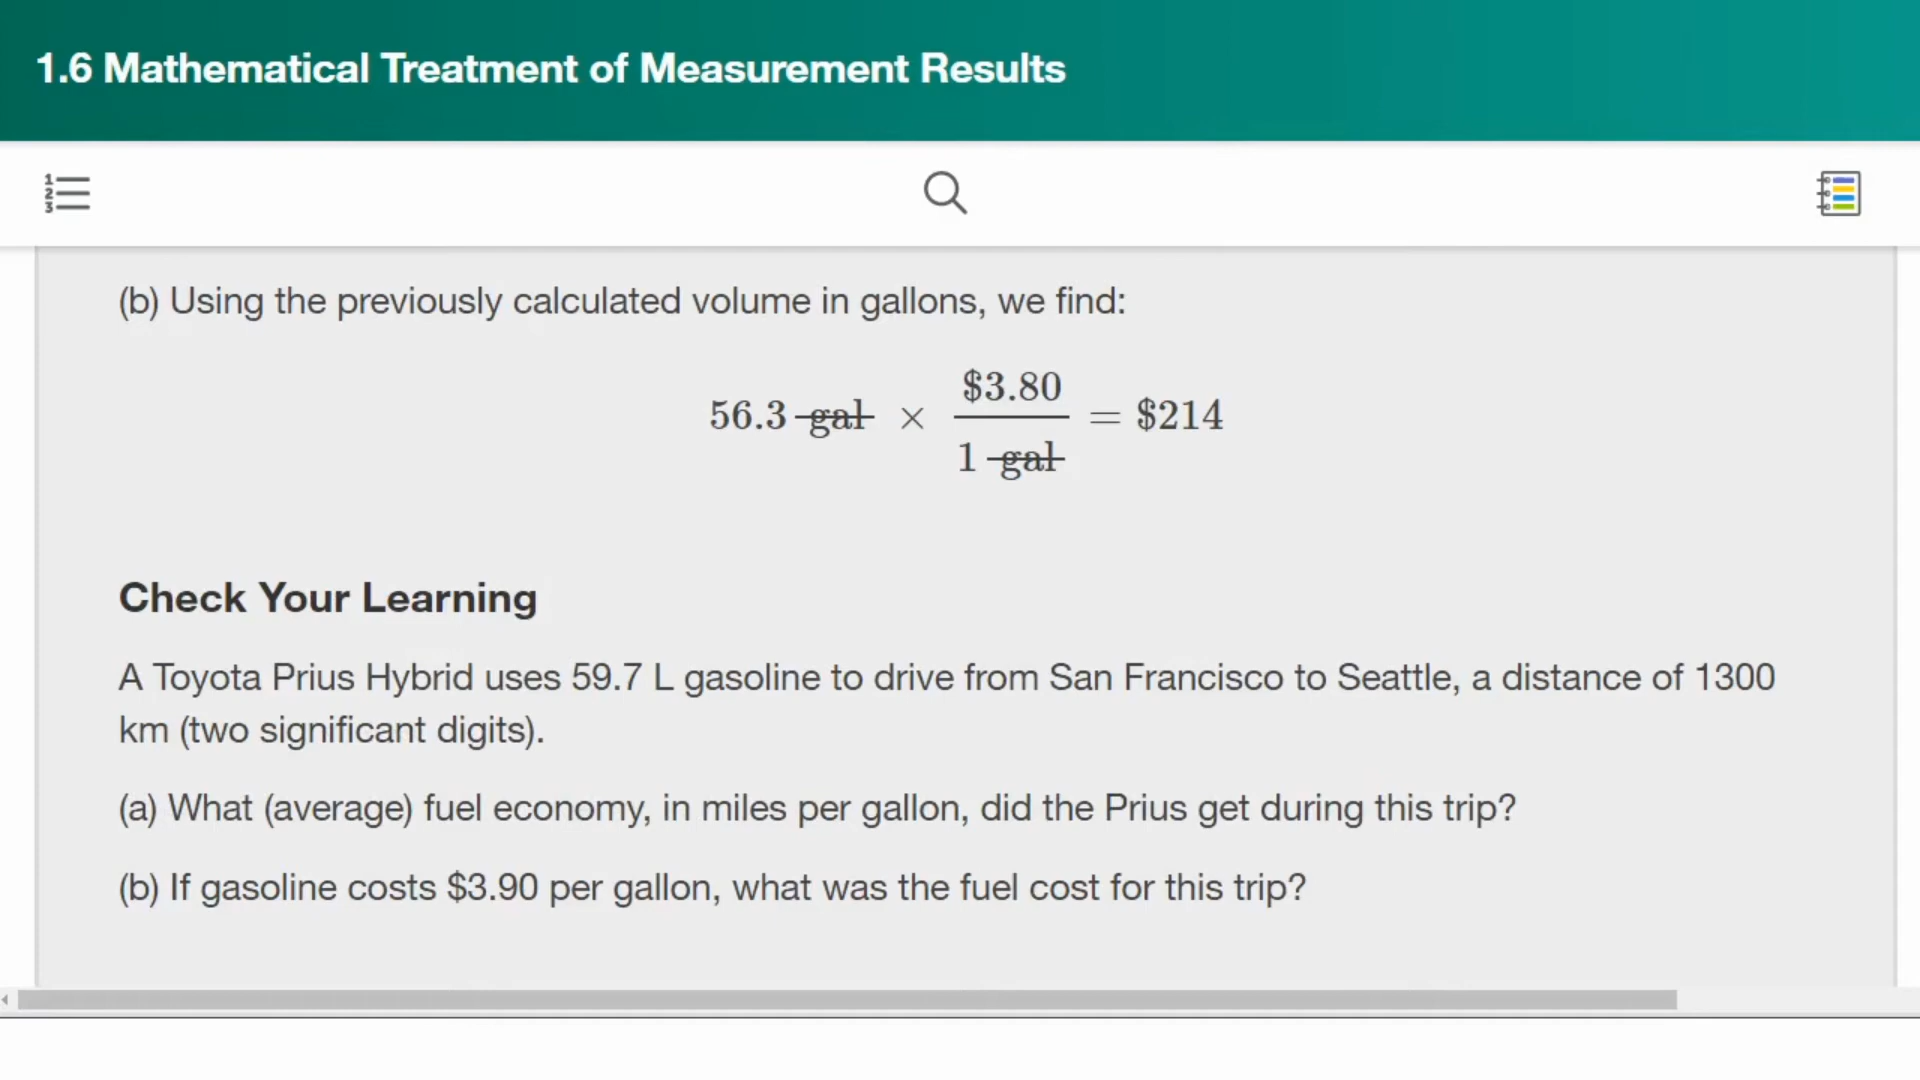 1.6 Mathematical Treatment of Measurement Results
1
2
3
(b) Using the previously calculated volume in gallons, we find:
56.3 gal × $3.80 / 1 gal = $214
Check Your Learning
A Toyota Prius Hybrid uses 59.7 L gasoline to drive from San Francisco to Seattle, a distance of 1300
km (two significant digits).
(a) What (average) fuel economy, in miles per gallon, did the Prius get during this trip?
(b) If gasoline costs $3.90 per gallon, what was the fuel cost for this trip?